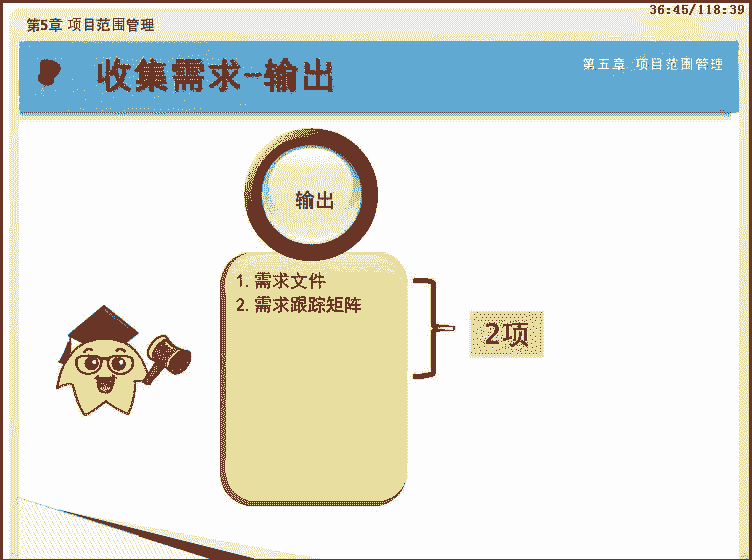 36:45/118:39
第5章 项目范围管理
收集需求-输出
第五章 项目范围管理
输出
1. 需求文件
2. 需求跟踪矩阵
2项